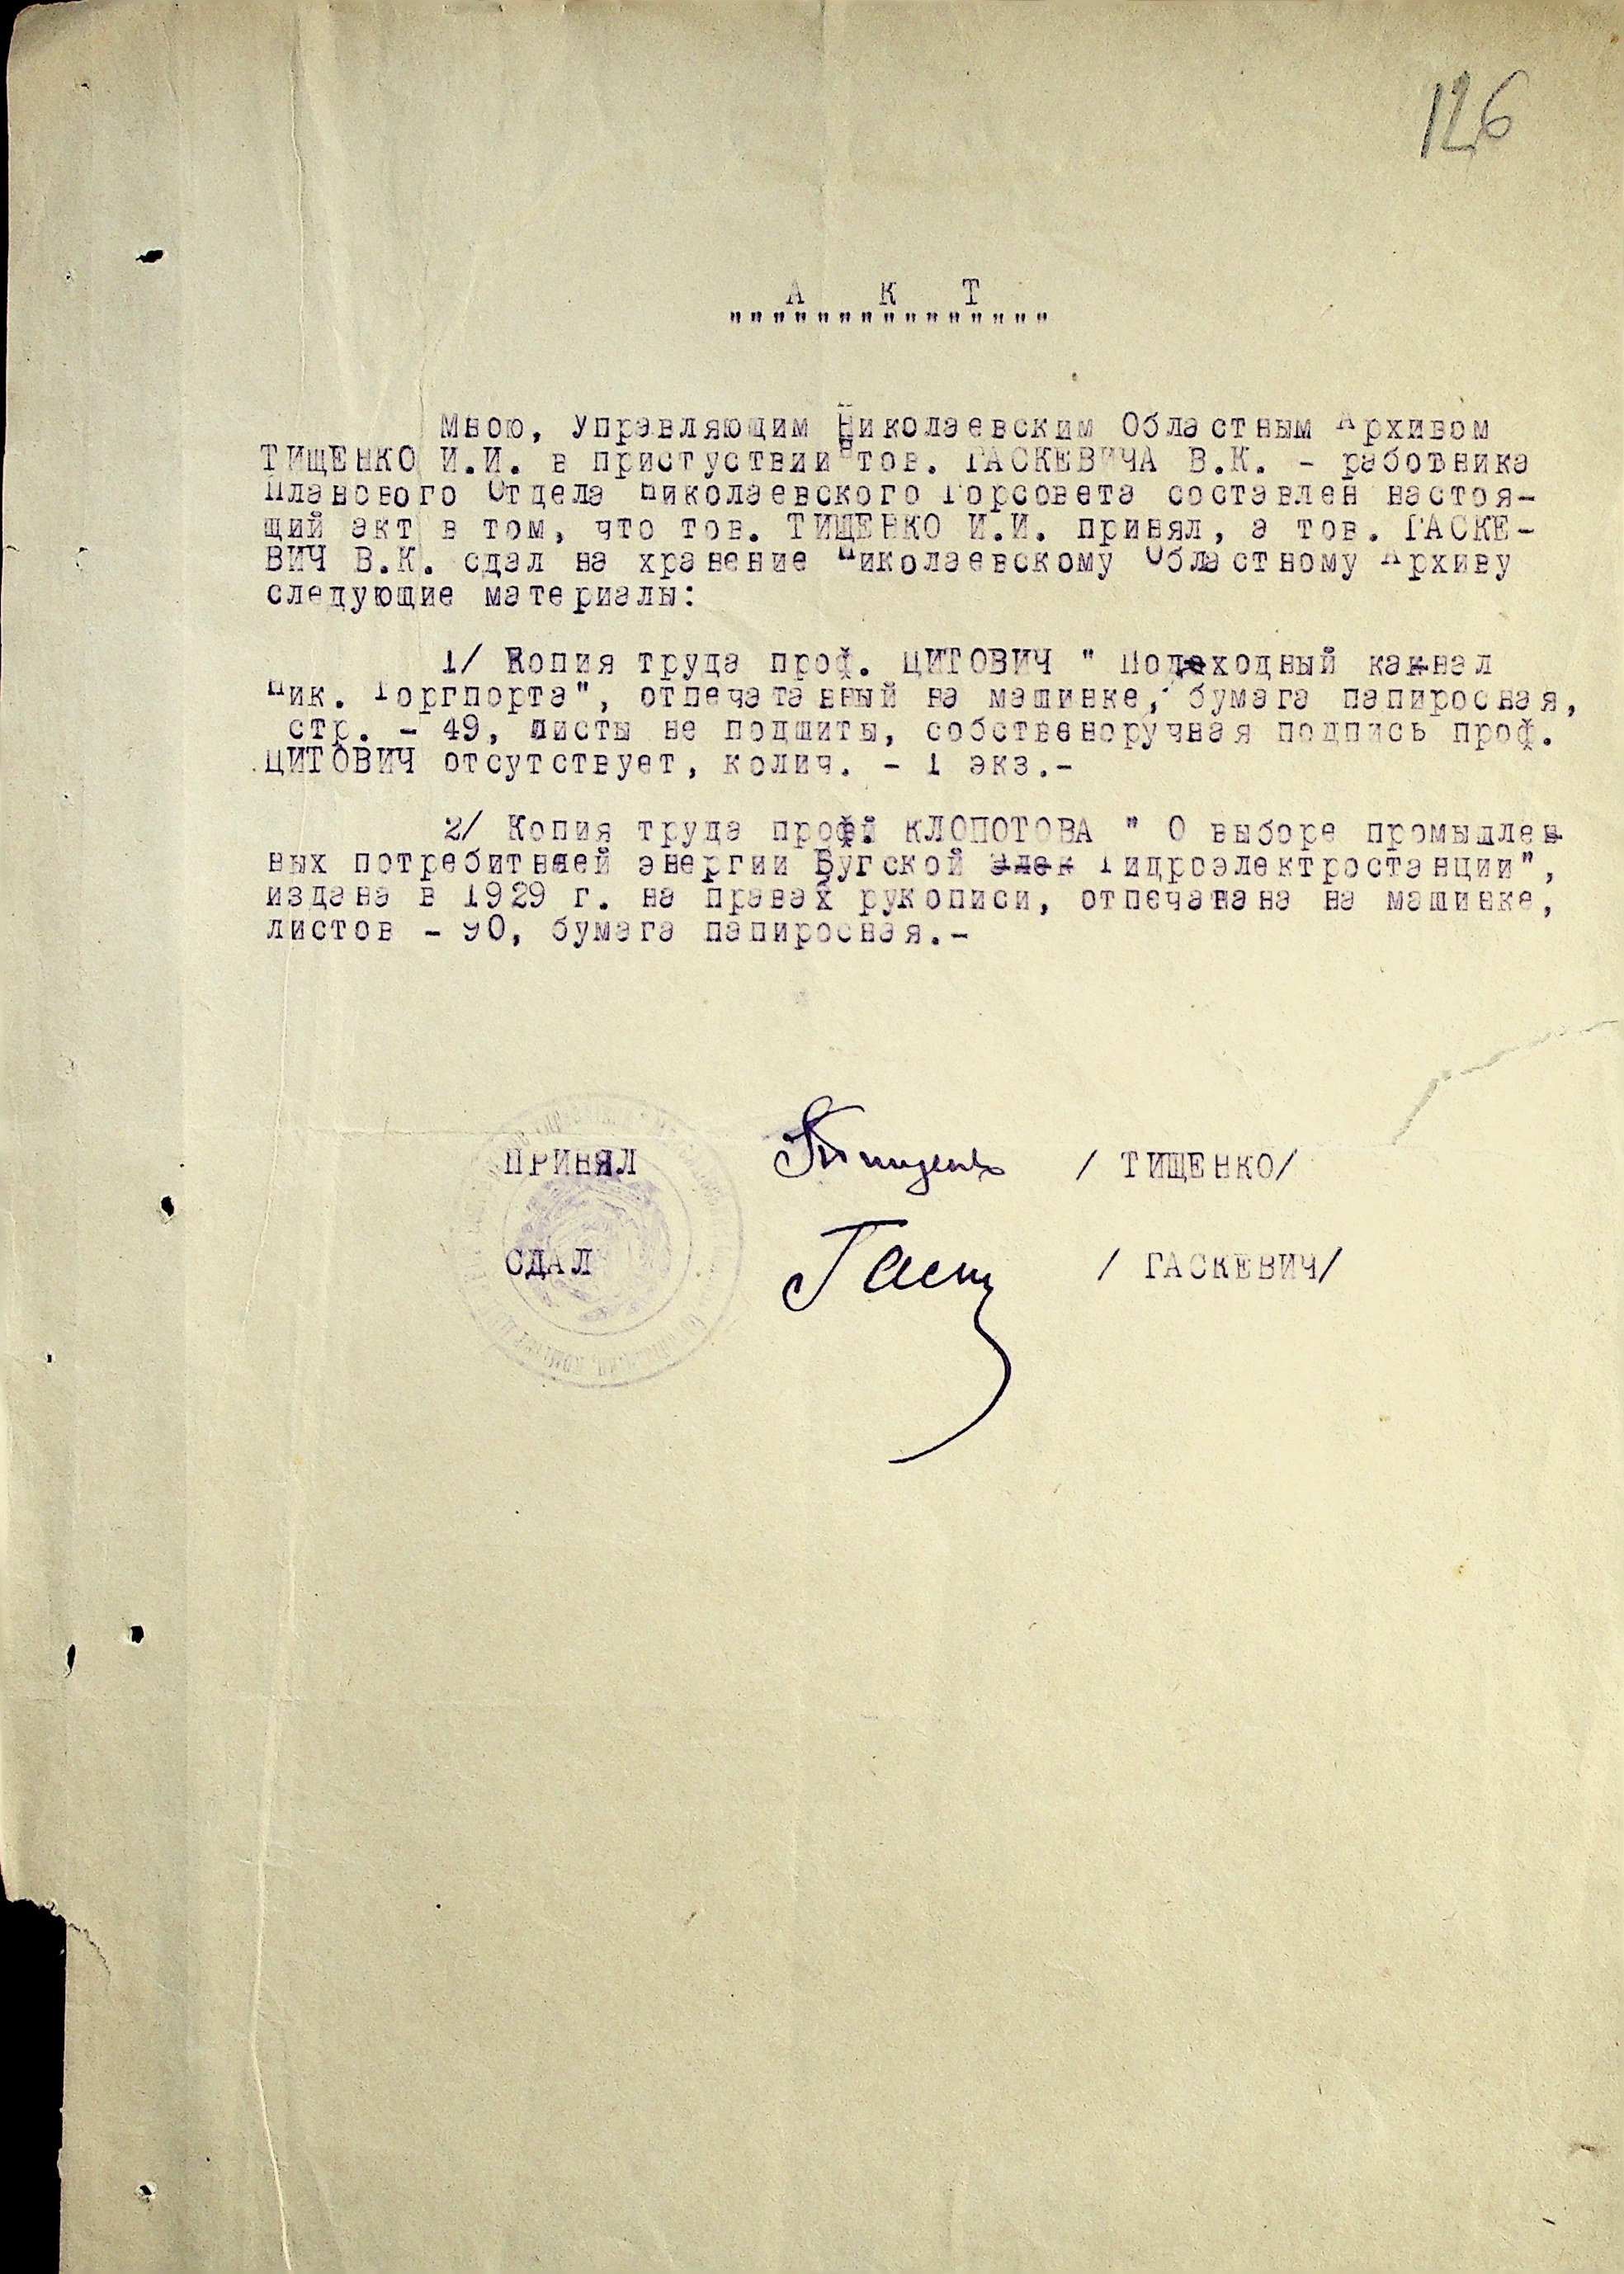 126
А К Т
"""""""""""""""
Мною, Управляющим Николаевским Областным Архивом
ТИЩЕНКО И.И. в пристуствии тов. ГАСКЕВИЧА В.К. - работника
Планового Отдела Николаевского Горсовета составлен настоя-
щий акт в том, что тов. ТИЩЕНКО И.И. принял, а тов. ГАСКЕ-
ВИЧ В.К. сдал на хранение Николаевскому Областному Архиву
следующие материалы:
1/ Копия труда проф. ЦИТОВИЧ " Подходный канал
Ник. Торгпорта", отпечатанный на машинке, бумага папиросная,
стр. - 49, листы не подшиты, собственоручная подпись проф.
ЦИТОВИЧ отсутствует, колич. - 1 экз.-
2/ Копия труда проф. КЛОПОТОВА " О выборе промышлен
ных потребителей энергии Бугской элек Гидроэлектростанции",
издана в 1929 г. на правах рукописи, отпечатана на машинке,
листов - 90, бумага папиросная.-
ПРИНЯЛ Тищенко / ТИЩЕНКО/
СДАЛ Гаск / ГАСКЕВИЧ/